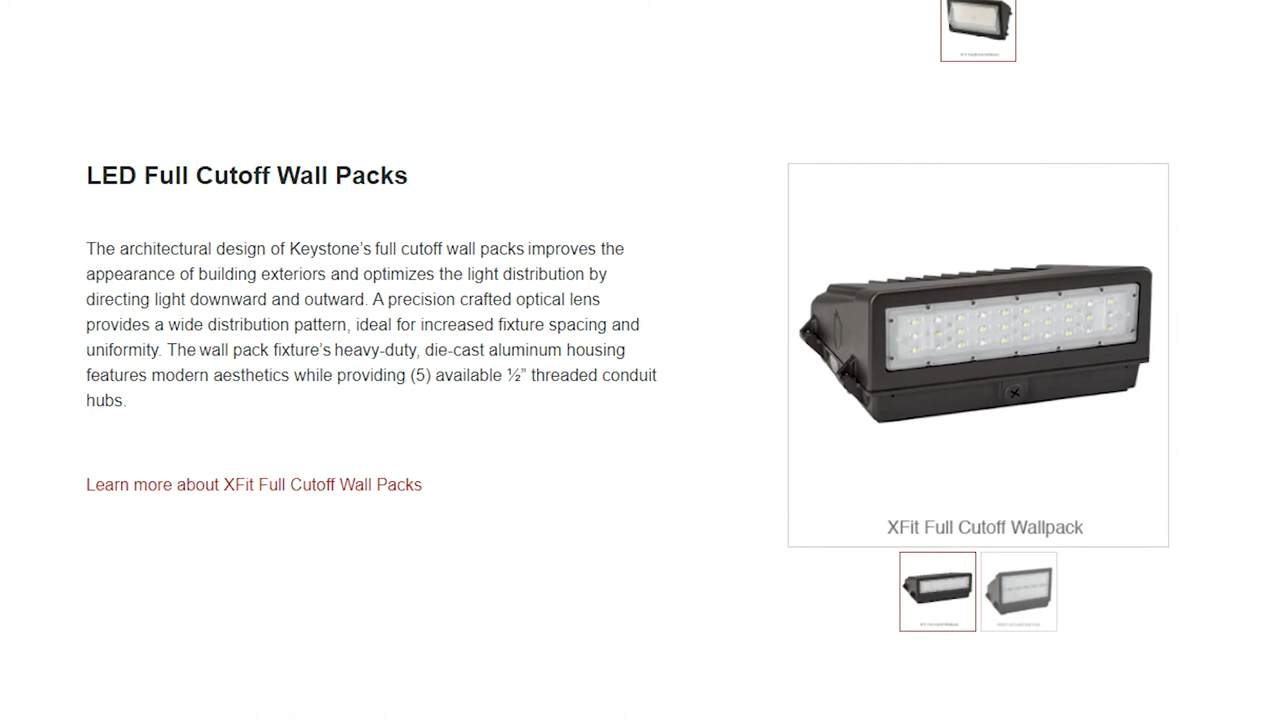 LED Full Cutoff Wall Packs
The architectural design of Keystone’s full cutoff wall packs improves the
appearance of building exteriors and optimizes the light distribution by
directing light downward and outward. A precision crafted optical lens
provides a wide distribution pattern, ideal for increased fixture spacing and
uniformity. The wall pack fixture’s heavy-duty, die-cast aluminum housing
features modern aesthetics while providing (5) available ½” threaded conduit
hubs.
Learn more about XFit Full Cutoff Wall Packs
XFit Full Cutoff Wallpack